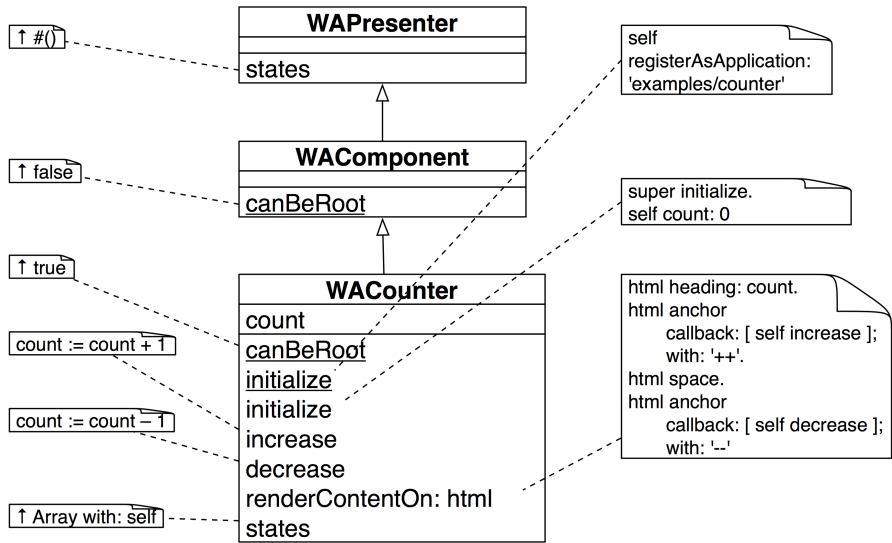 ↑ #()
WAPresenter
states
self
registerAsApplication:
'examples/counter'
WAComponent
↑ false
canBeRoot
super initialize.
self count: 0
↑ true
WACounter
count
canBeRoot
initialize
initialize
increase
decrease
renderContentOn: html
states
count := count + 1
count := count – 1
↑ Array with: self
html heading: count.
html anchor
callback: [ self increase ];
with: '++'.
html space.
html anchor
callback: [ self decrease ];
with: '--'